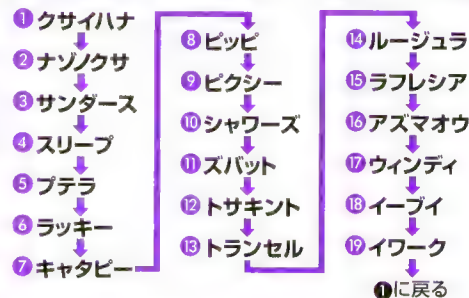 ❶クサイハナ
❷ナゾノクサ
❸サンダース
❹スリープ
❺プテラ
❻ラッキー
❼キャタピー
❽ピッピ
❾ピクシー
❿シャワーズ
⓫ズバット
⓬トサキント
⓭トランセル
⓮ルージュラ
⓯ラフレシア
⓰アズマオウ
⓱ウィンディ
⓲イーブイ
⓳イワーク
❶に戻る